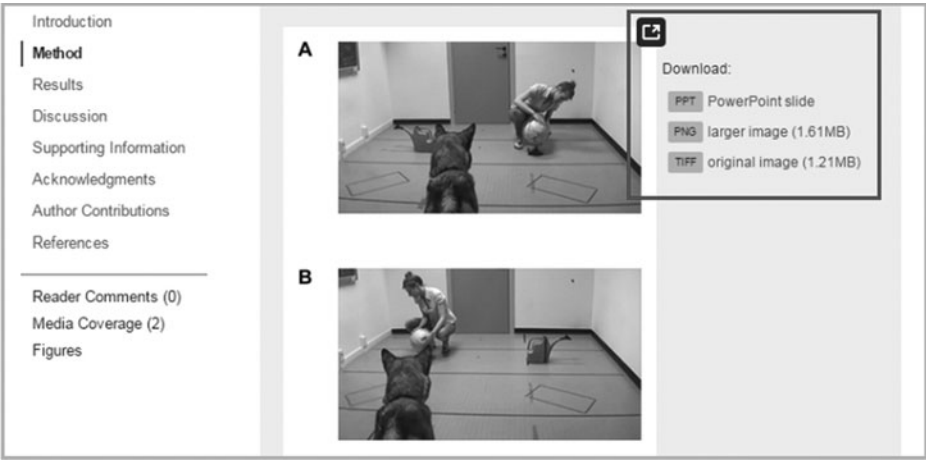 Introduction
Method
Results
Discussion
Supporting Information
Acknowledgments
Author Contributions
References
Reader Comments (0)
Media Coverage (2)
Figures
A
B
Download:
PPT PowerPoint slide
PNG larger image (1.61MB)
TIFF original image (1.21MB)